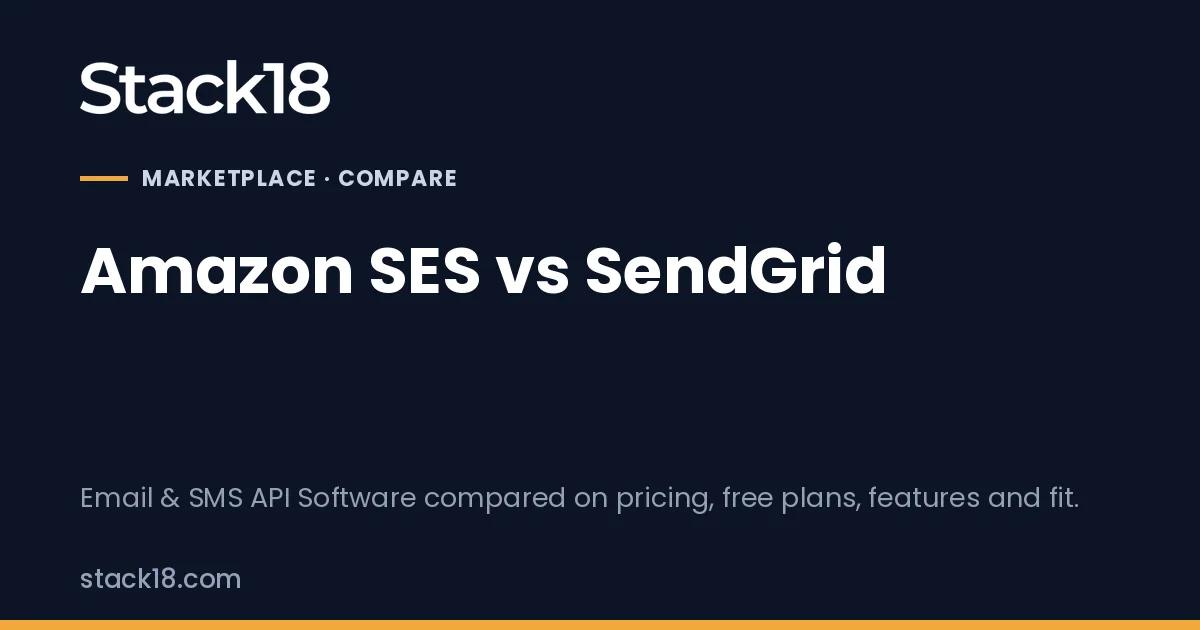 Stack18
MARKETPLACE · COMPARE
Amazon SES vs SendGrid
Email & SMS API Software compared on pricing, free plans, features and fit.
stack18.com